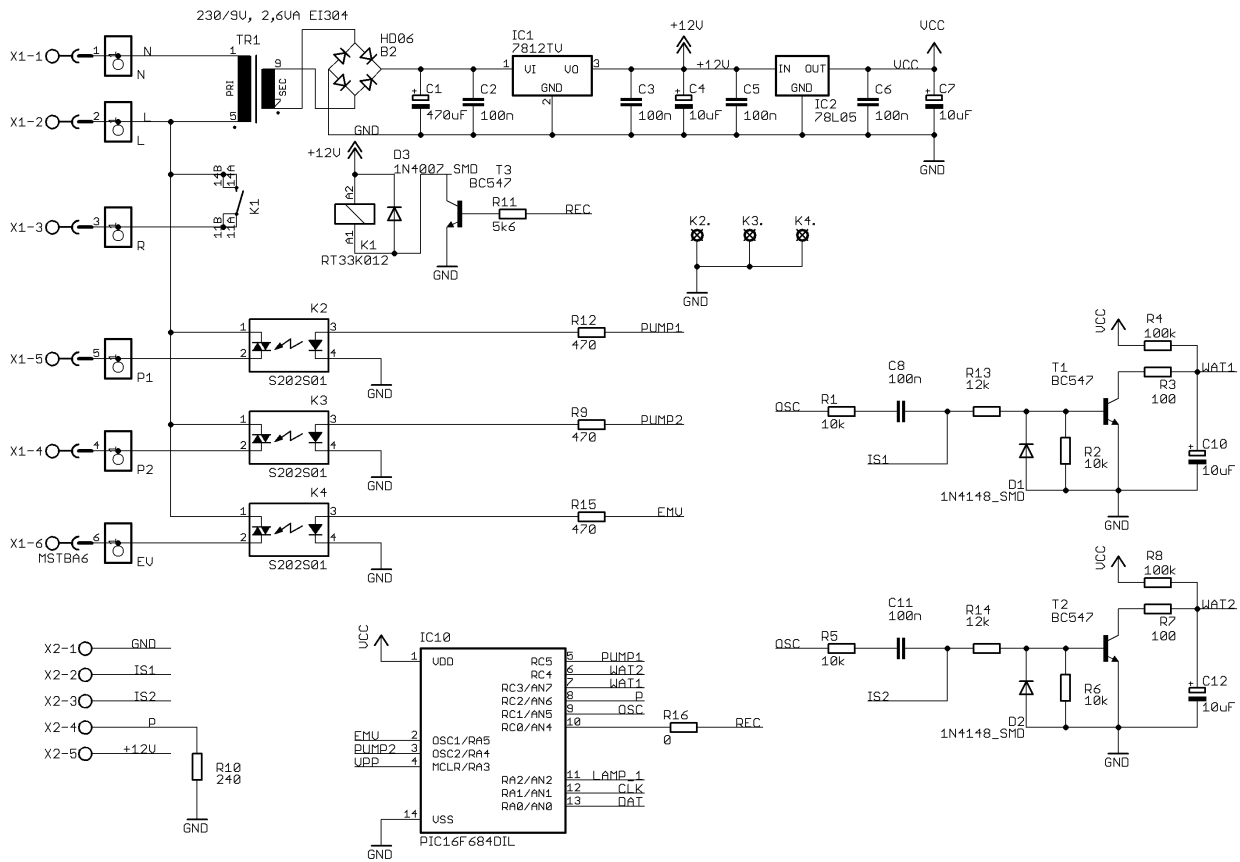 230/9V, 2,6VA EI304
X1-1 1 N
N
TR1
1 9
PRI SEC
5 7
HD06
B2
IC1
7812TV
1 VI VO 3
GND
2
+12V
+12V
IN OUT
GND
IC2
78L05
VCC
VCC
C1
470uF
C2
100n
C3
100n
C4
10uF
C5
100n
C6
100n
C7
10uF
GND
GND
X1-2 2 L
L
14B 14A
K1
11B 11A
X1-3 3
R
+12V
D3
1N4007_SMD
A2
A1
K1
RT33K012
T3
BC547
R11
5k6
REC
GND
K2. K3. K4.
GND
K2
1 3
2 4
S202S01
R12
470
PUMP1
GND
X1-5 5
P1
K3
1 3
2 4
S202S01
R9
470
PUMP2
GND
X1-4 4
P2
K4
1 3
2 4
S202S01
R15
470
EMV
GND
X1-6 6
MSTBA6
EV
VCC
R4
100k
OSC
R1
10k
C8
100n
R13
12k
T1
BC547
R3
100
WAT1
IS1
D1
1N4148_SMD
R2
10k
C10
10uF
GND
VCC
R8
100k
OSC
R5
10k
C11
100n
R14
12k
T2
BC547
R7
100
WAT2
IS2
D2
1N4148_SMD
R6
10k
C12
10uF
GND
X2-1 GND
X2-2 IS1
X2-3 IS2
X2-4 P
X2-5 +12V
R10
240
GND
VCC
IC10
1 VDD
RC5 5 PUMP1
RC4 6 WAT2
RC3/AN7 7 WAT1
RC2/AN6 8 P
RC1/AN5 9 OSC
RC0/AN4 10
R16
0
REC
EMV 2 OSC1/RA5
PUMP2 3 OSC2/RA4
VPP 4 MCLR/RA3
RA2/AN2 11 LAMP_1
RA1/AN1 12 CLK
RA0/AN0 13 DAT
14 VSS
GND
PIC16F684DIL